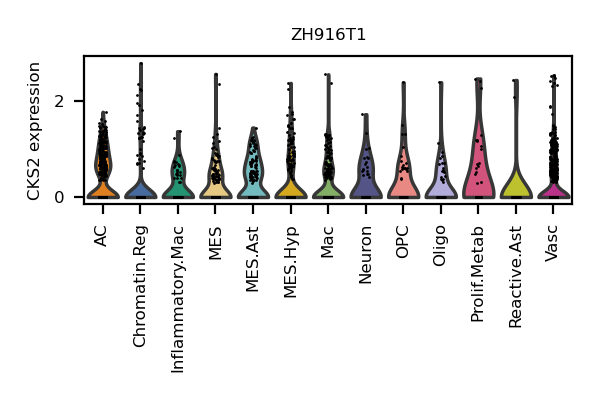 ZH916T1
CKS2 expression
2
0
AC
Chromatin.Reg
Inflammatory.Mac
MES
MES.Ast
MES.Hyp
Mac
Neuron
OPC
Oligo
Prolif.Metab
Reactive.Ast
Vasc